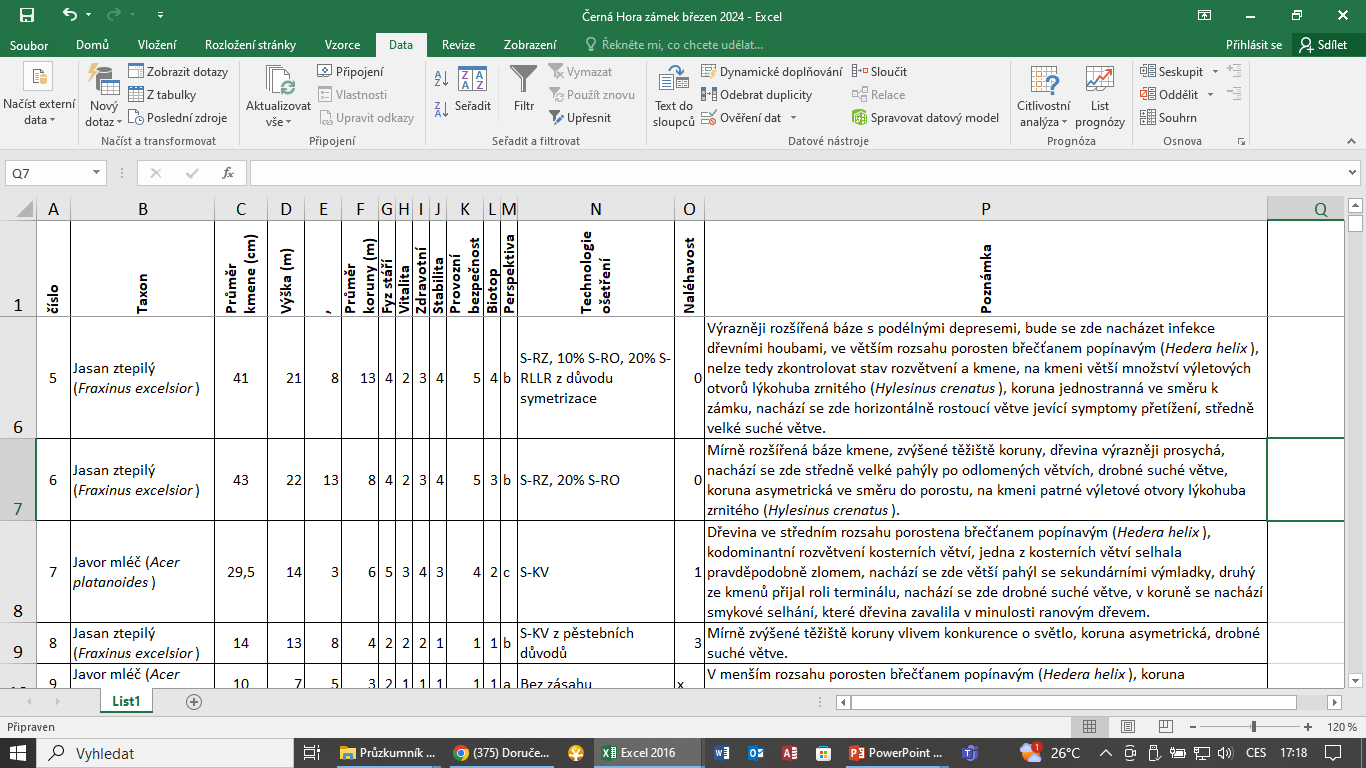 Černá Hora zámek březen 2024 - Excel
Soubor Domů Vložení Rozložení stránky Vzorce Data Revize Zobrazení Řekněte mi, co chcete udělat... Přihlásit se Sdílet
Načíst externí data
Nový dotaz
Zobrazit dotazy
Z tabulky
Poslední zdroje
Načíst a transformovat
Aktualizovat vše
Připojení
Vlastnosti
Upravit odkazy
Připojení
Seřadit
Filtr
Vymazat
Použít znovu
Upřesnit
Seřadit a filtrovat
Text do sloupců
Dynamické doplňování
Odebrat duplicity
Ověření dat
Sloučit
Relace
Spravovat datový model
Datové nástroje
Citlivostní analýza
List prognózy
Prognóza
Seskupit
Oddělit
Souhrn
Osnova
Q7 fx
A B C D E F G H I J K L M N O P Q
1 číslo Taxon Průměr kmene (cm) Výška (m) , Průměr koruny (m) Fyz stáří Vitalita Zdravotní Stabilita Provozní bezpečnost Biotop Perspektiva Technologie ošetření Naléhavost Poznámka
6 5 Jasan ztepilý (Fraxinus excelsior ) 41 21 8 13 4 2 3 4 5 4 b S-RZ, 10% S-RO, 20% S-RLLR z důvodu symetrizace 0
Výrazněji rozšířená báze s podélnými depresemi, bude se zde nacházet infekce
dřevními houbami, ve větším rozsahu porosten břečťanem popínavým (Hedera helix ),
nelze tedy zkontrolovat stav rozvětvení a kmene, na kmeni větší množství výletových
otvorů lýkohuba zrnitého (Hylesinus crenatus ), koruna jednostranná ve směru k
zámku, nachází se zde horizontálně rostoucí větve jevící symptomy přetížení, středně
velké suché větve.
7 6 Jasan ztepilý (Fraxinus excelsior ) 43 22 13 8 4 2 3 4 5 3 b S-RZ, 20% S-RO 0
Mírně rozšířená báze kmene, zvýšené těžiště koruny, dřevina výrazněji prosychá,
nachází se zde středně velké pahýly po odlomených větvích, drobné suché větve,
koruna asymetrická ve směru do porostu, na kmeni patrné výletové otvory lýkohuba
zrnitého (Hylesinus crenatus ).
8 7 Javor mléč (Acer platanoides ) 29,5 14 3 6 5 3 4 3 4 2 c S-KV 1
Dřevina ve středním rozsahu porostena břečťanem popínavým (Hedera helix ),
kodominantní rozvětvení kosterních větví, jedna z kosterních větví selhala
pravděpodobně zlomem, nachází se zde větší pahýl se sekundárními výmladky, druhý
ze kmenů přijal roli terminálu, nachází se zde drobné suché větve, v koruně se nachází
smykové selhání, které dřevina zavalila v minulosti ranovým dřevem.
9 8 Jasan ztepilý (Fraxinus excelsior ) 14 13 8 4 2 2 2 1 1 1 b S-KV z pěstebních důvodů 3
Mírně zvýšené těžiště koruny vlivem konkurence o světlo, koruna asymetrická, drobné
suché větve.
10 9 Javor mléč (Acer 10 7 5 3 2 1 1 1 1 1 a Bez zásahu x
V menším rozsahu porosten břečťanem popínavým (Hedera helix ), koruna
List1
Připraven 120 %
Vyhledat Průzkumník ... (375) Doruče... Excel 2016 PowerPoint ... 1 26°C CES 17:18